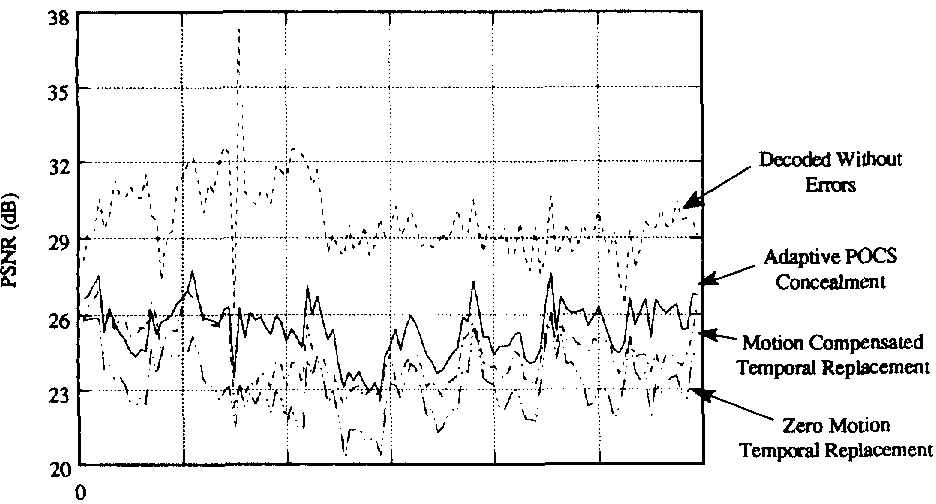 38
35
32
29
26
23
20
0
PSNR (dB)
Decoded Without
Errors
Adaptive POCS
Concealment
Motion Compensated
Temporal Replacement
Zero Motion
Temporal Replacement